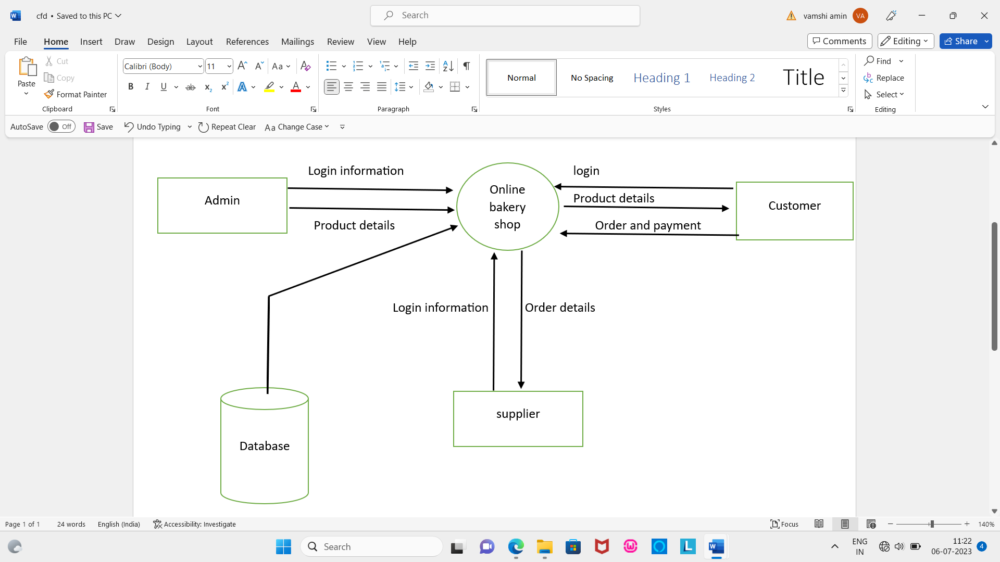 cfd • Saved to this PC
Search
vamshi amin
VA
File
Home
Insert
Draw
Design
Layout
References
Mailings
Review
View
Help
Comments
Editing
Share
Paste
Cut
Copy
Format Painter
Clipboard
Calibri (Body)
11
Font
Paragraph
Normal
No Spacing
Heading 1
Heading 2
Title
Styles
Find
Replace
Select
Editing
AutoSave
Off
Save
Undo Typing
Repeat Clear
Change Case
Login information
login
Admin
Online
bakery
shop
Product details
Customer
Product details
Order and payment
Login information
Order details
supplier
Database
Page 1 of 1
24 words
English (India)
Accessibility: Investigate
Focus
140%
Search
ENG
IN
11:22
06-07-2023
4